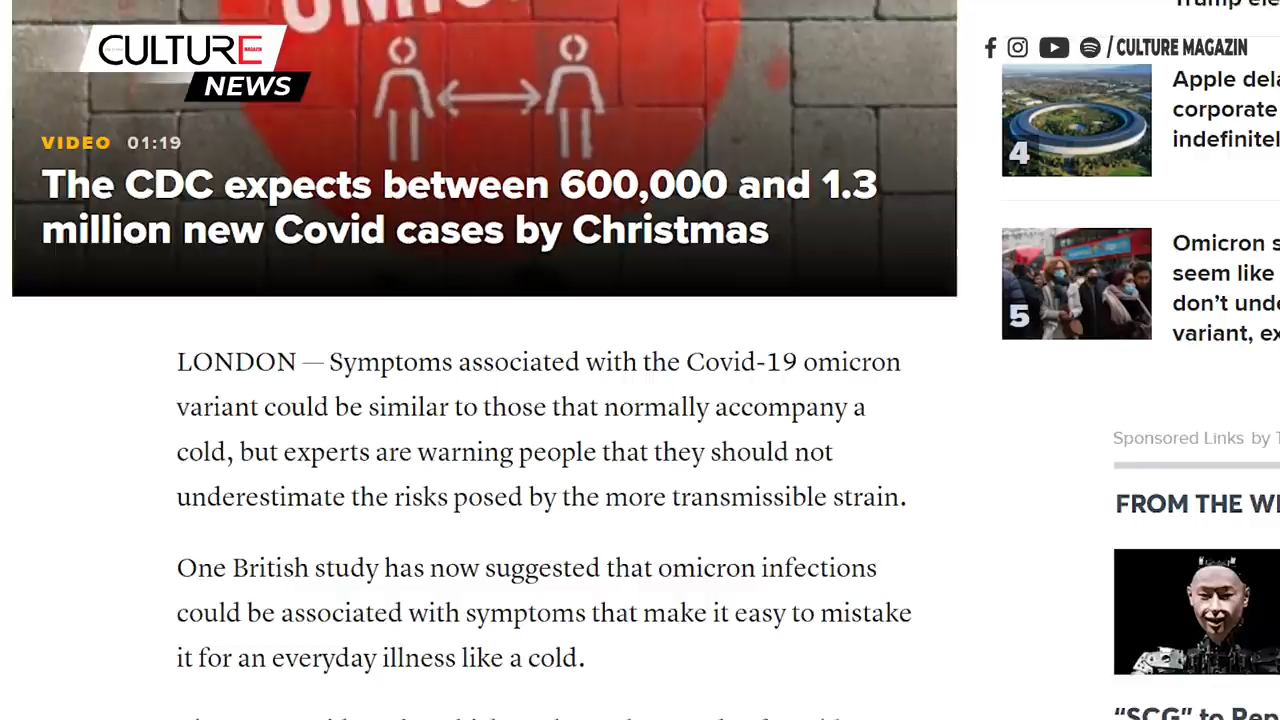 OMICRON
CULTURE
NEWS
VIDEO 01:19
The CDC expects between 600,000 and 1.3
million new Covid cases by Christmas
LONDON — Symptoms associated with the Covid-19 omicron
variant could be similar to those that normally accompany a
cold, but experts are warning people that they should not
underestimate the risks posed by the more transmissible strain.
One British study has now suggested that omicron infections
could be associated with symptoms that make it easy to mistake
it for an everyday illness like a cold.
/ CULTURE MAGAZIN
4
Apple dela
corporate
indefinitel
5
Omicron s
seem like
don’t unde
variant, ex
Sponsored Links by T
FROM THE WE
“SCG” to Rep